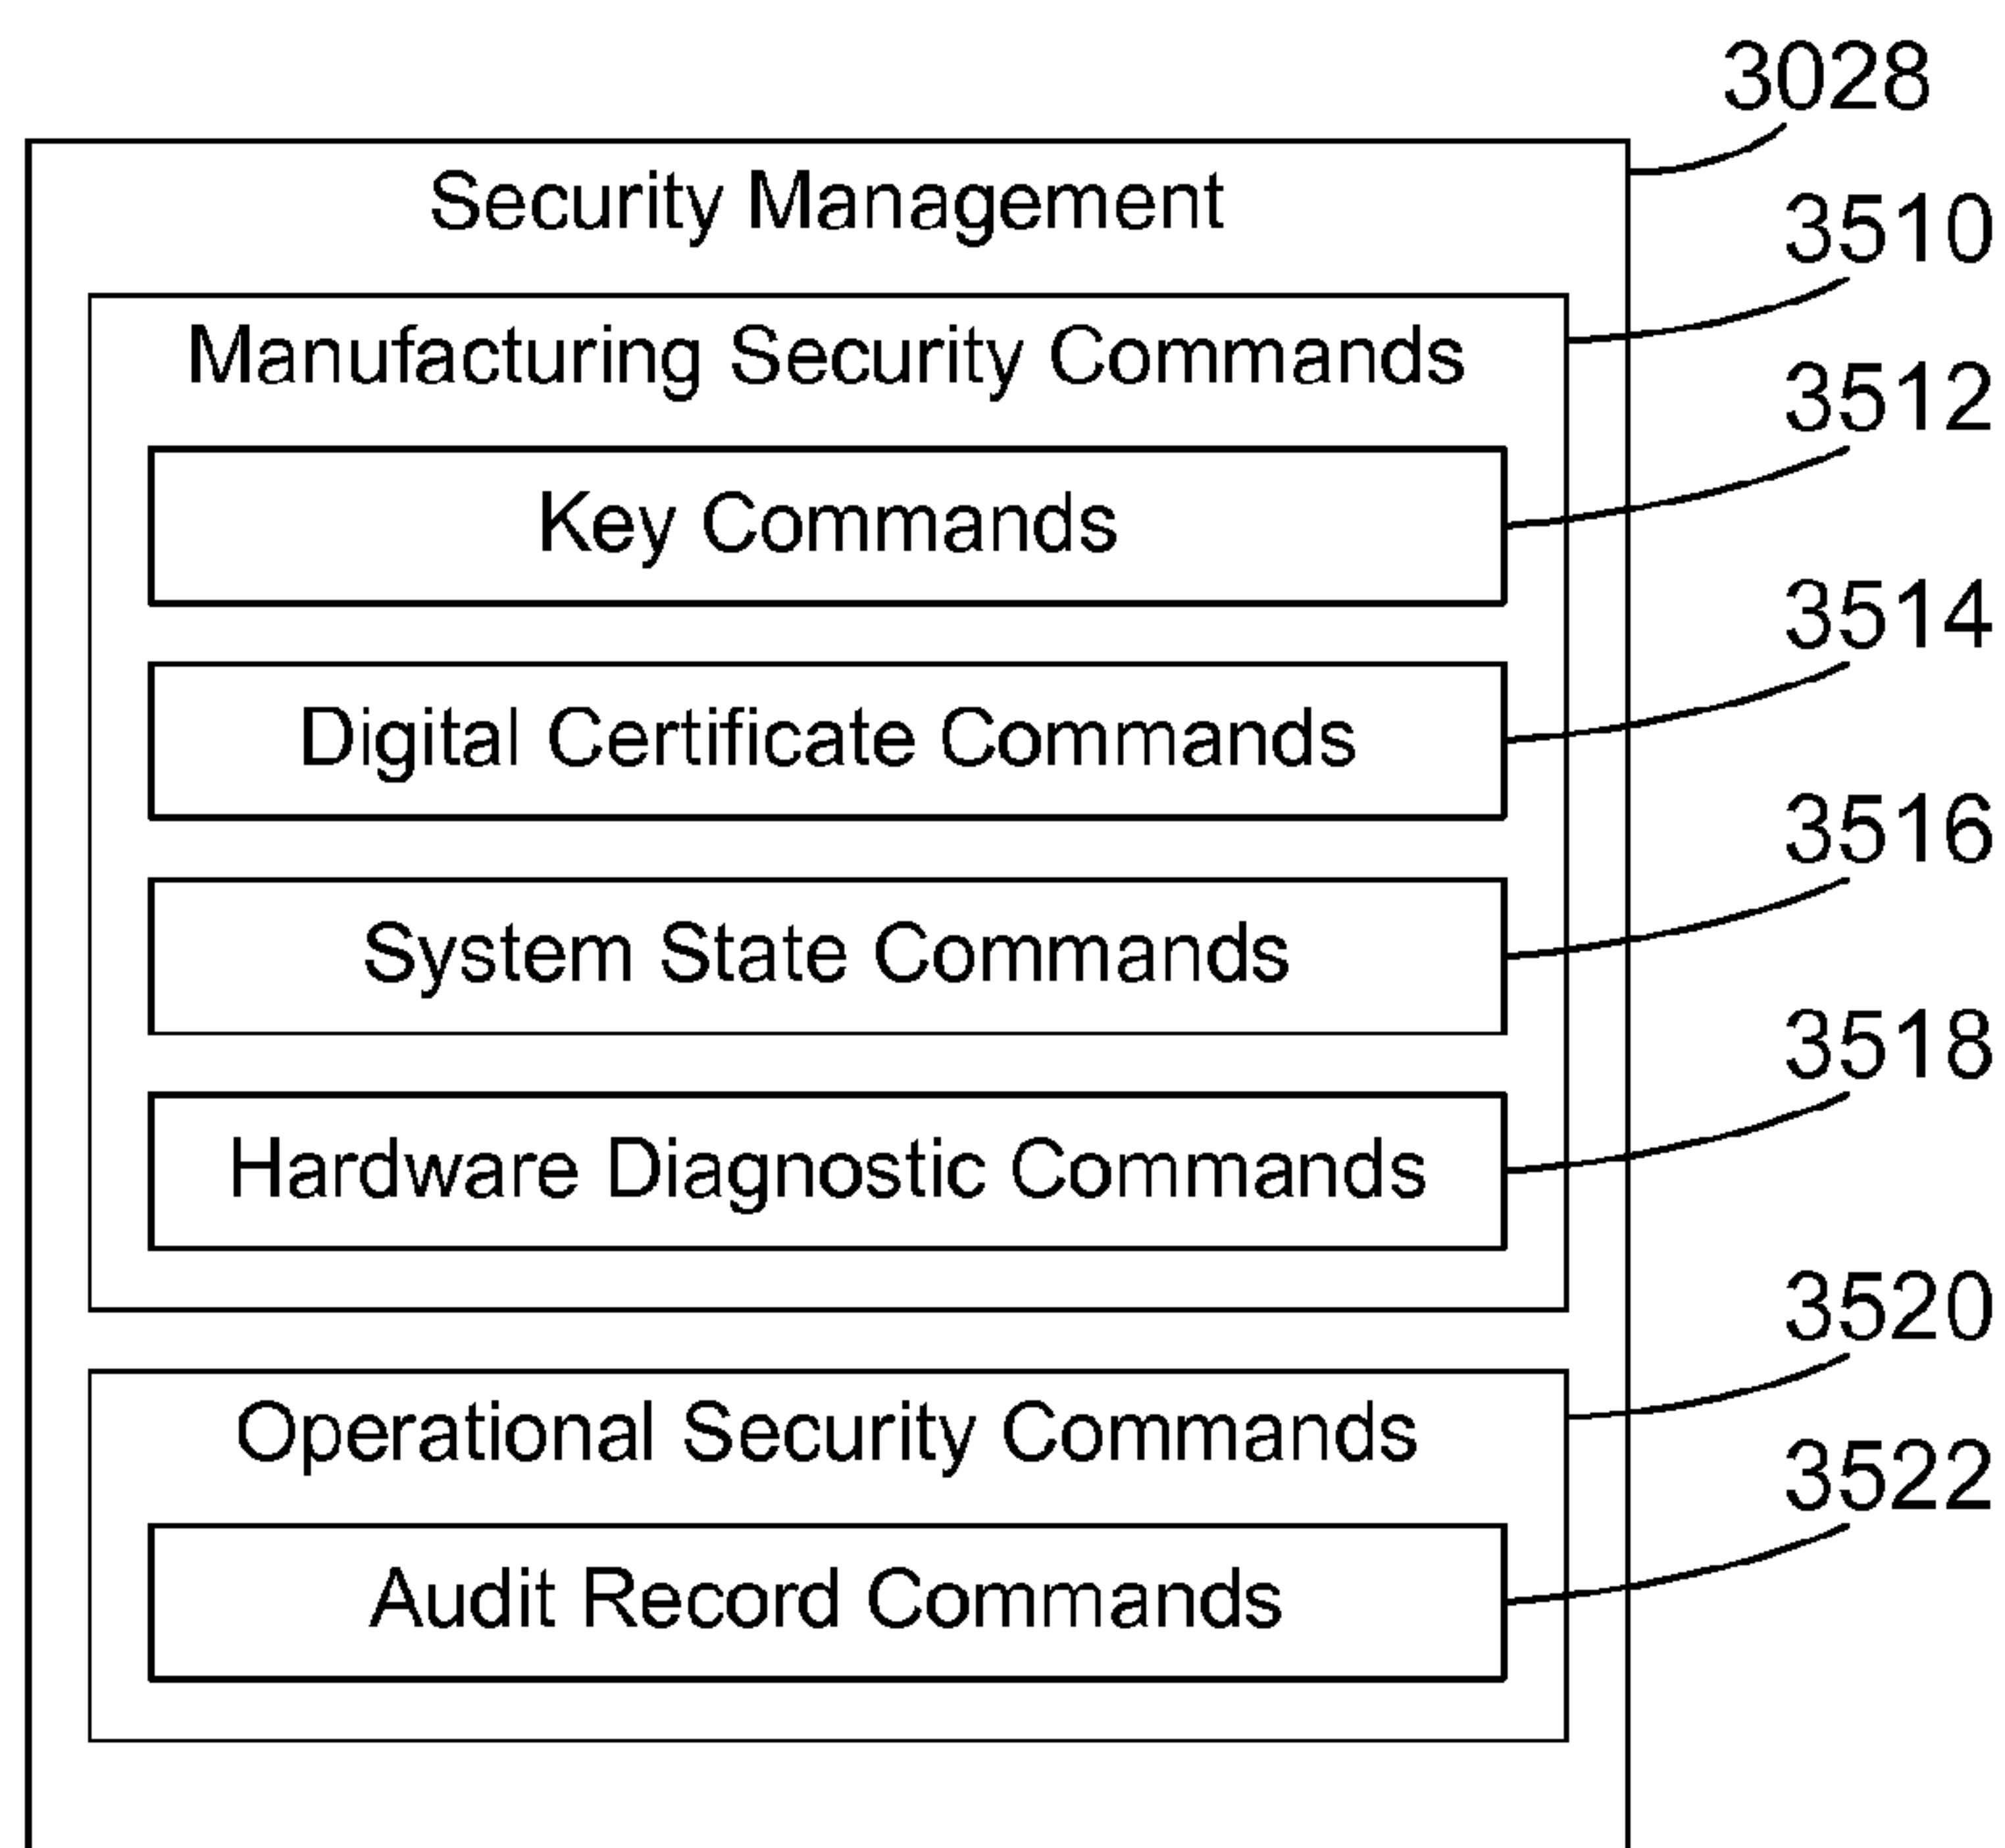 3028
Security Management
3510
Manufacturing Security Commands
3512
Key Commands
3514
Digital Certificate Commands
3516
System State Commands
3518
Hardware Diagnostic Commands
3520
Operational Security Commands
3522
Audit Record Commands